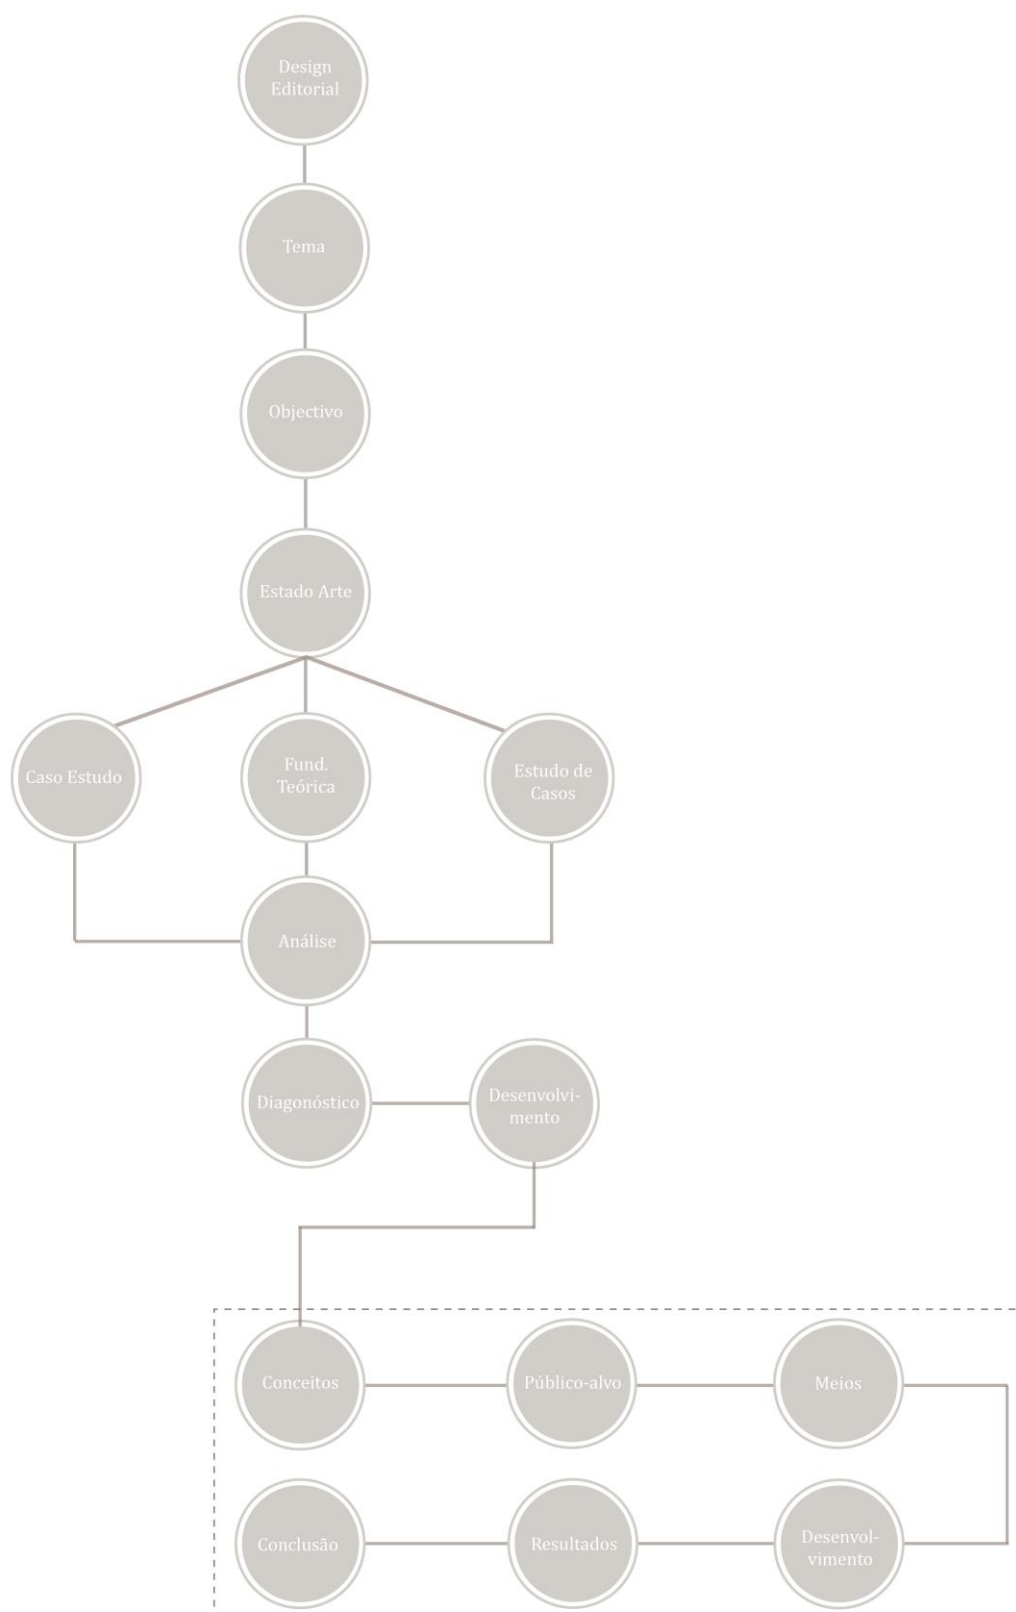 Design
Editorial
Tema
Objectivo
Estado Arte
Caso Estudo
Fund.
Teórica
Estudo de
Casos
Análise
Diagonóstico
Desenvolvi-
mento
Conceitos
Público-alvo
Meios
Conclusão
Resultados
Desenvol-
vimento